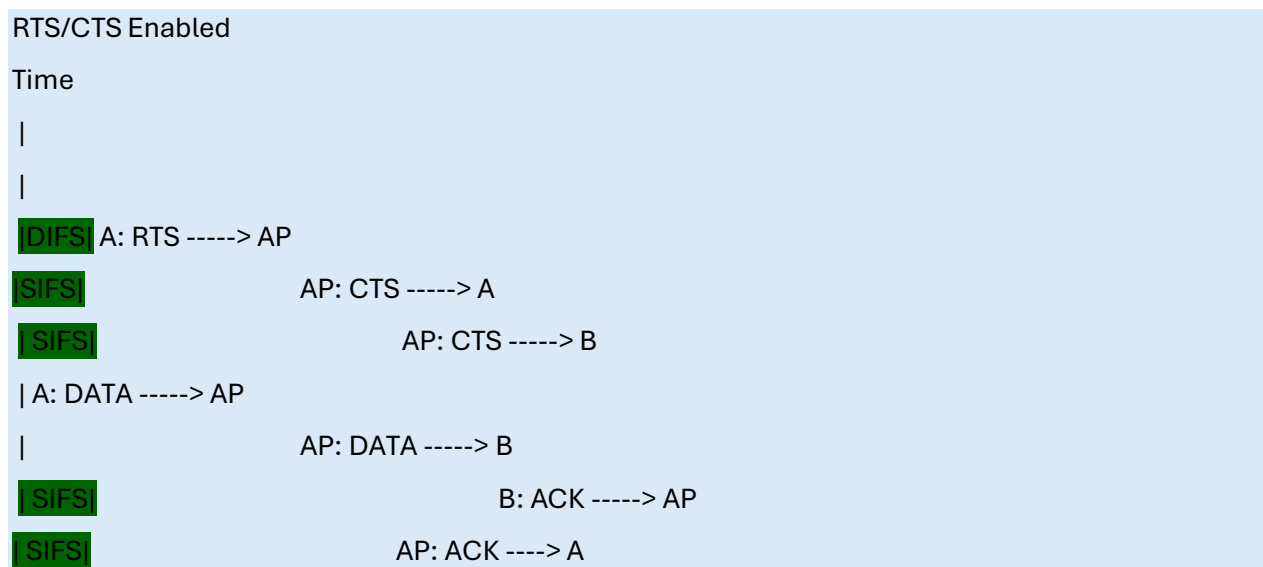 RTS/CTS Enabled
Time
|
|
|DIFS| A: RTS -----> AP
|SIFS| AP: CTS -----> A
| SIFS| AP: CTS -----> B
| A: DATA -----> AP
| AP: DATA -----> B
| SIFS| B: ACK -----> AP
| SIFS| AP: ACK ----> A